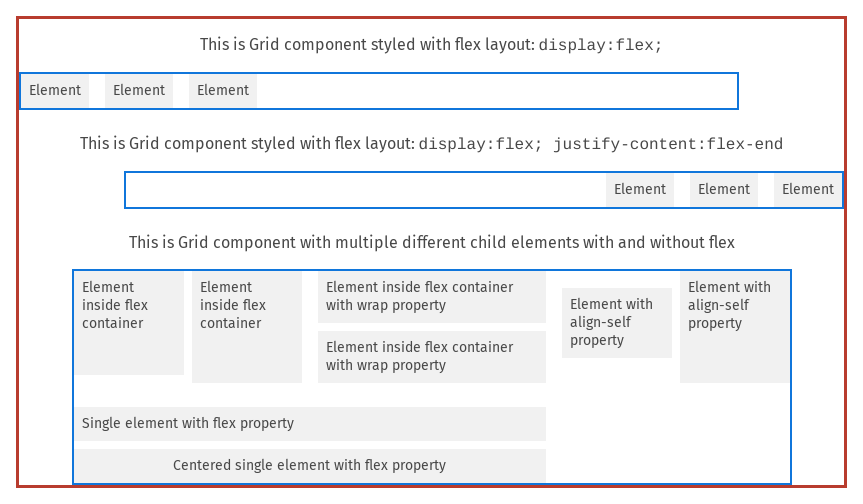 This is Grid component styled with flex layout: display:flex;
Element Element Element
This is Grid component styled with flex layout: display:flex; justify-content:flex-end
Element Element Element
This is Grid component with multiple different child elements with and without flex
Element
inside flex
container
Element
inside flex
container
Element inside flex container
with wrap property
Element inside flex container
with wrap property
Element with
align-self
property
Element with
align-self
property
Single element with flex property
Centered single element with flex property